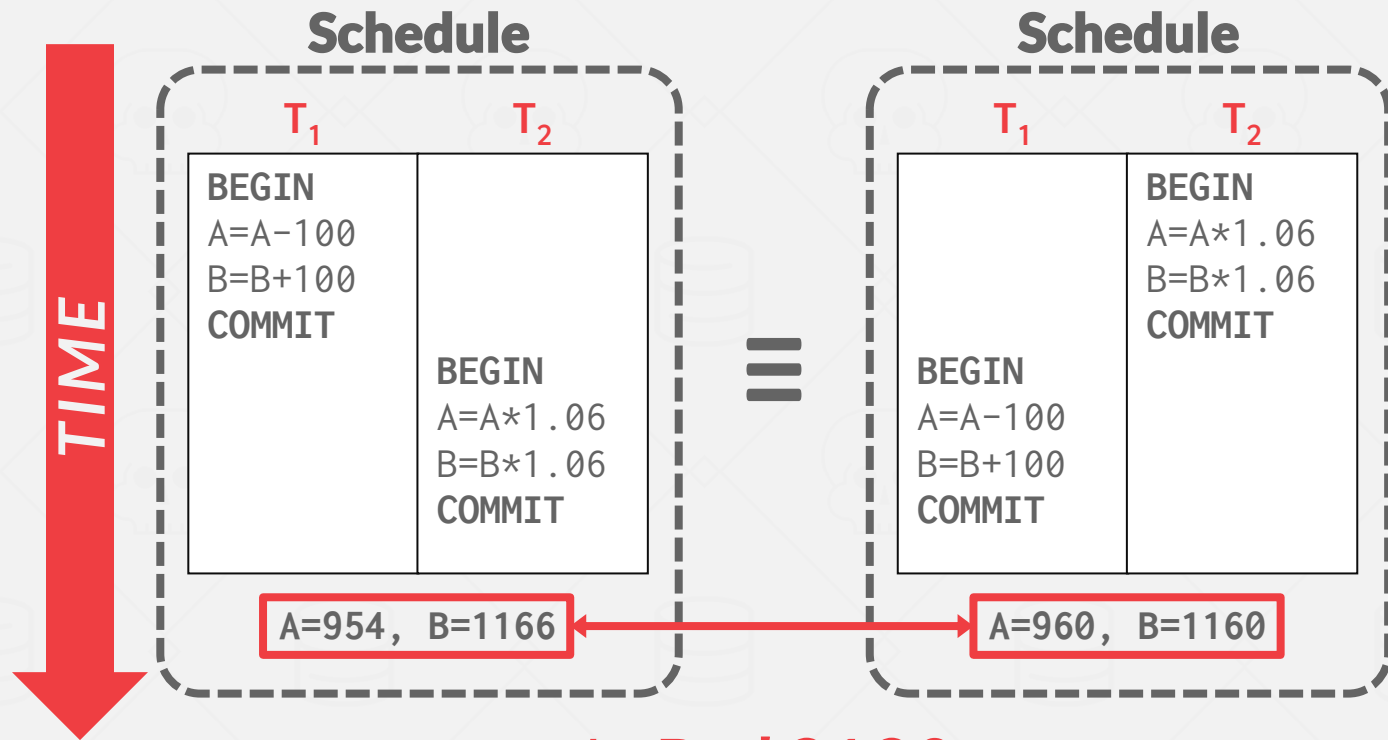 Schedule
Schedule
TIME
T1 T2
BEGIN
A=A-100
B=B+100
COMMIT
BEGIN
A=A*1.06
B=B*1.06
COMMIT
A=954, B=1166
≡
T1 T2
BEGIN
A=A*1.06
B=B*1.06
COMMIT
BEGIN
A=A-100
B=B+100
COMMIT
A=960, B=1160